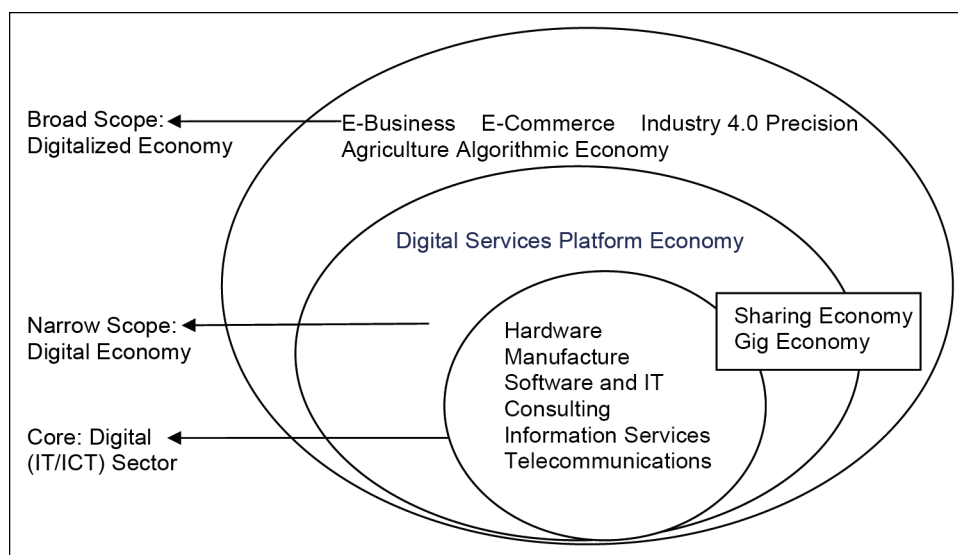 Broad Scope:
Digitalized Economy
E-Business E-Commerce Industry 4.0 Precision
Agriculture Algorithmic Economy
Digital Services Platform Economy
Narrow Scope:
Digital Economy
Sharing Economy
Gig Economy
Hardware
Manufacture
Software and IT
Consulting
Information Services
Telecommunications
Core: Digital
(IT/ICT) Sector